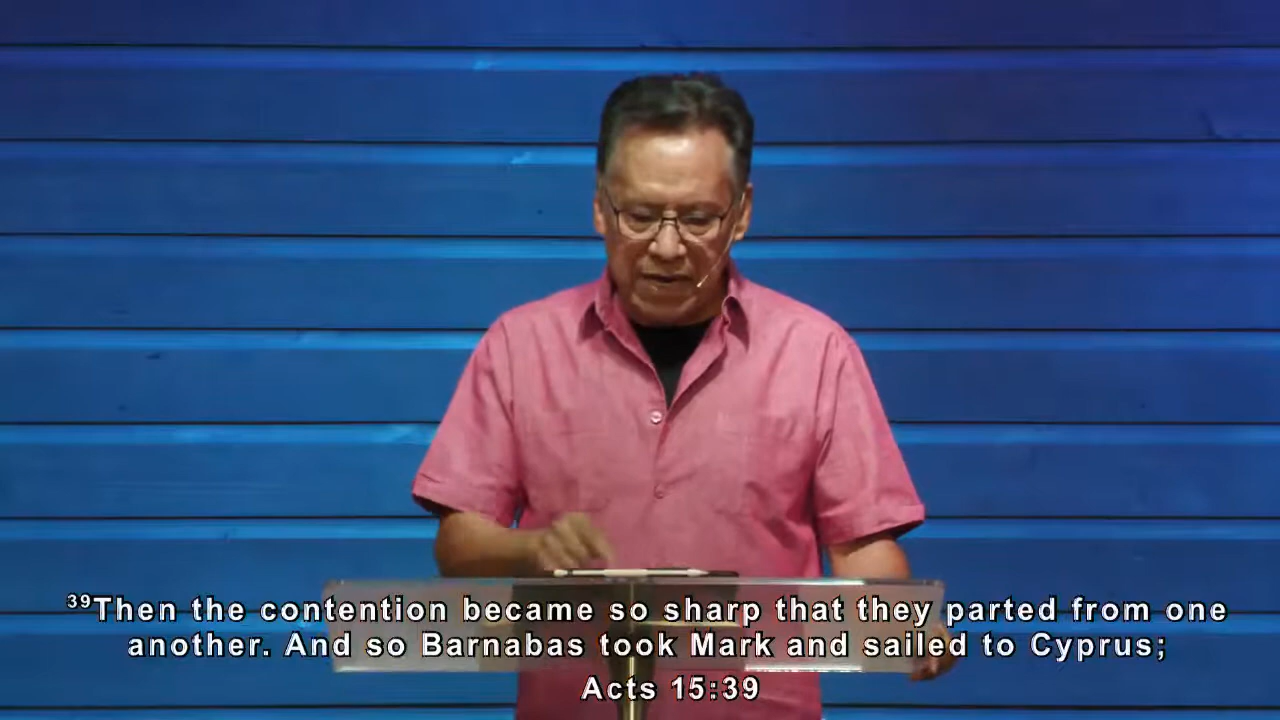 ³⁹Then the contention became so sharp that they parted from one
another. And so Barnabas took Mark and sailed to Cyprus;
Acts 15:39